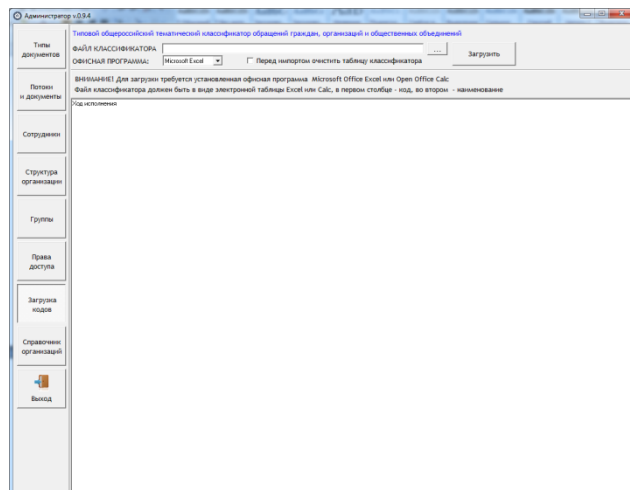 Администратор v.0.9.4
Типы
документов
Потоки
и документы
Сотрудники
Структура
организации
Группы
Права
доступа
Загрузка
кодов
Справочник
организаций
Выход
Типовой общероссийский тематический классификатор обращений граждан, организаций и общественных объединений
ФАЙЛ КЛАССИФИКАТОРА
...
ОФИСНАЯ ПРОГРАММА:
Microsoft Excel
Перед импортом очистить таблицу классификатора
Загрузить
ВНИМАНИЕ! Для загрузки требуется установленная офисная программа Microsoft Office Excel или Open Office Calc
Файл классификатора должен быть в виде электронной таблицы Excel или Calc, в первом столбце - код, во втором - наименование
Ход исполнения